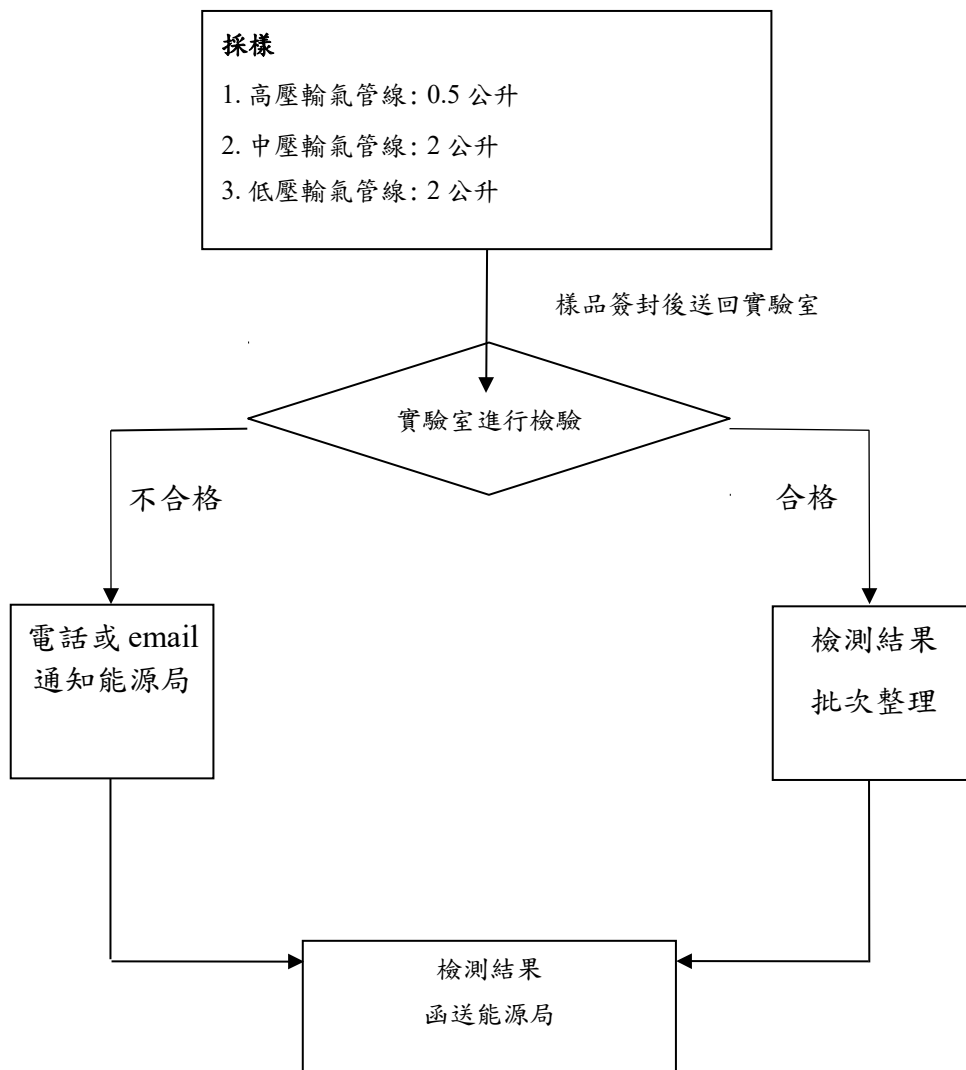 採樣
1. 高壓輸氣管線: 0.5 公升
2. 中壓輸氣管線: 2 公升
3. 低壓輸氣管線: 2 公升
樣品簽封後送回實驗室
實驗室進行檢驗
不合格
合格
電話或 email
通知能源局
檢測結果
批次整理
檢測結果
函送能源局